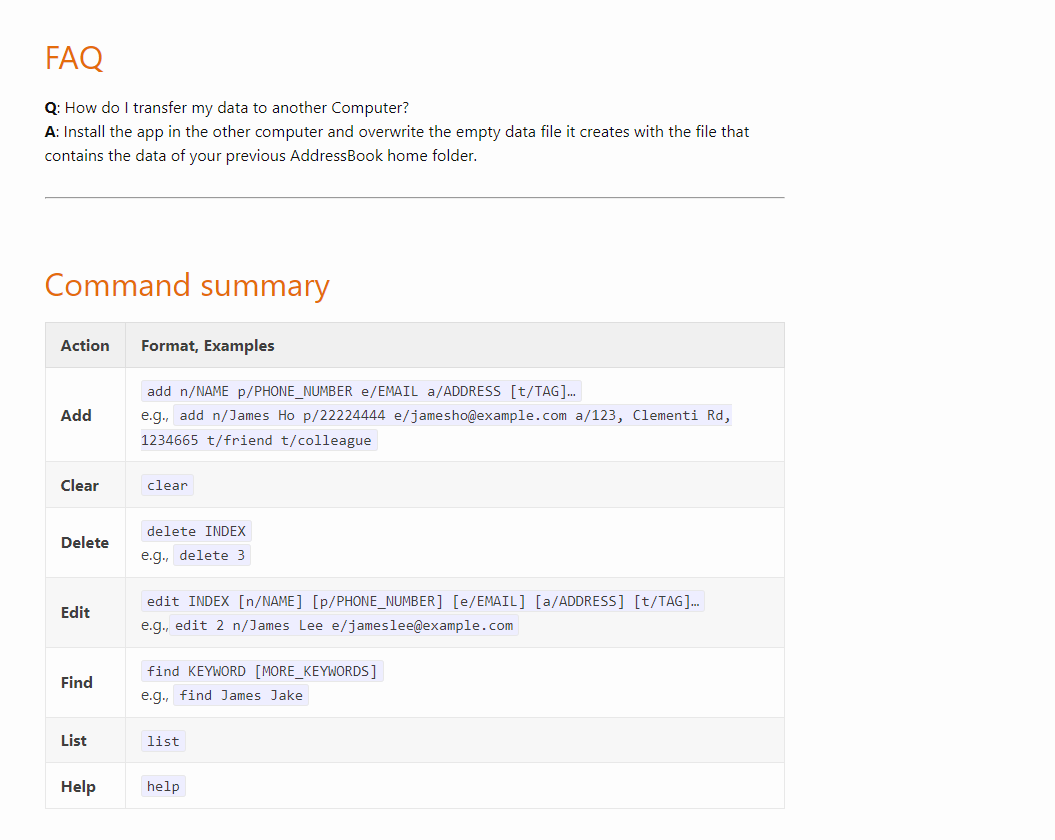 FAQ
Q: How do I transfer my data to another Computer?
A: Install the app in the other computer and overwrite the empty data file it creates with the file that
contains the data of your previous AddressBook home folder.
Command summary
Action Format, Examples
Add
add n/NAME p/PHONE_NUMBER e/EMAIL a/ADDRESS [t/TAG]…
e.g., add n/James Ho p/22224444 e/jamesho@example.com a/123, Clementi Rd,
1234665 t/friend t/colleague
Clear clear
Delete
delete INDEX
e.g., delete 3
Edit
edit INDEX [n/NAME] [p/PHONE_NUMBER] [e/EMAIL] [a/ADDRESS] [t/TAG]…
e.g., edit 2 n/James Lee e/jameslee@example.com
Find
find KEYWORD [MORE_KEYWORDS]
e.g., find James Jake
List list
Help help